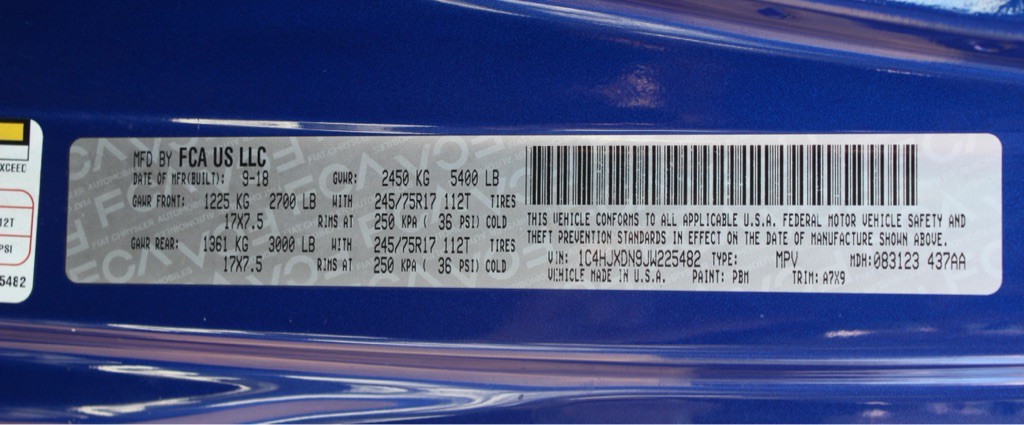 XCEEC
12T
PSI
5482
MFD BY FCA US LLC
DATE OF MFR(BUILT): 9-18 GVWR: 2450 KG 5400 LB
GAWR FRONT: 1225 KG 2700 LB WITH 245/75R17 112T TIRES
17X7.5 RIMS AT 250 KPA ( 36 PSI) COLD
GAWR REAR: 1361 KG 3000 LB WITH 245/75R17 112T TIRES
17X7.5 RIMS AT 250 KPA ( 36 PSI) COLD
THIS VEHICLE CONFORMS TO ALL APPLICABLE U.S.A. FEDERAL MOTOR VEHICLE SAFETY AND
THEFT PREVENTION STANDARDS IN EFFECT ON THE DATE OF MANUFACTURE SHOWN ABOVE.
VIN: 1C4HJXDN9JW225482 TYPE: MPV MDH:083123 437AA
VEHICLE MADE IN U.S.A. PAINT: PBM TRIM: A7X9